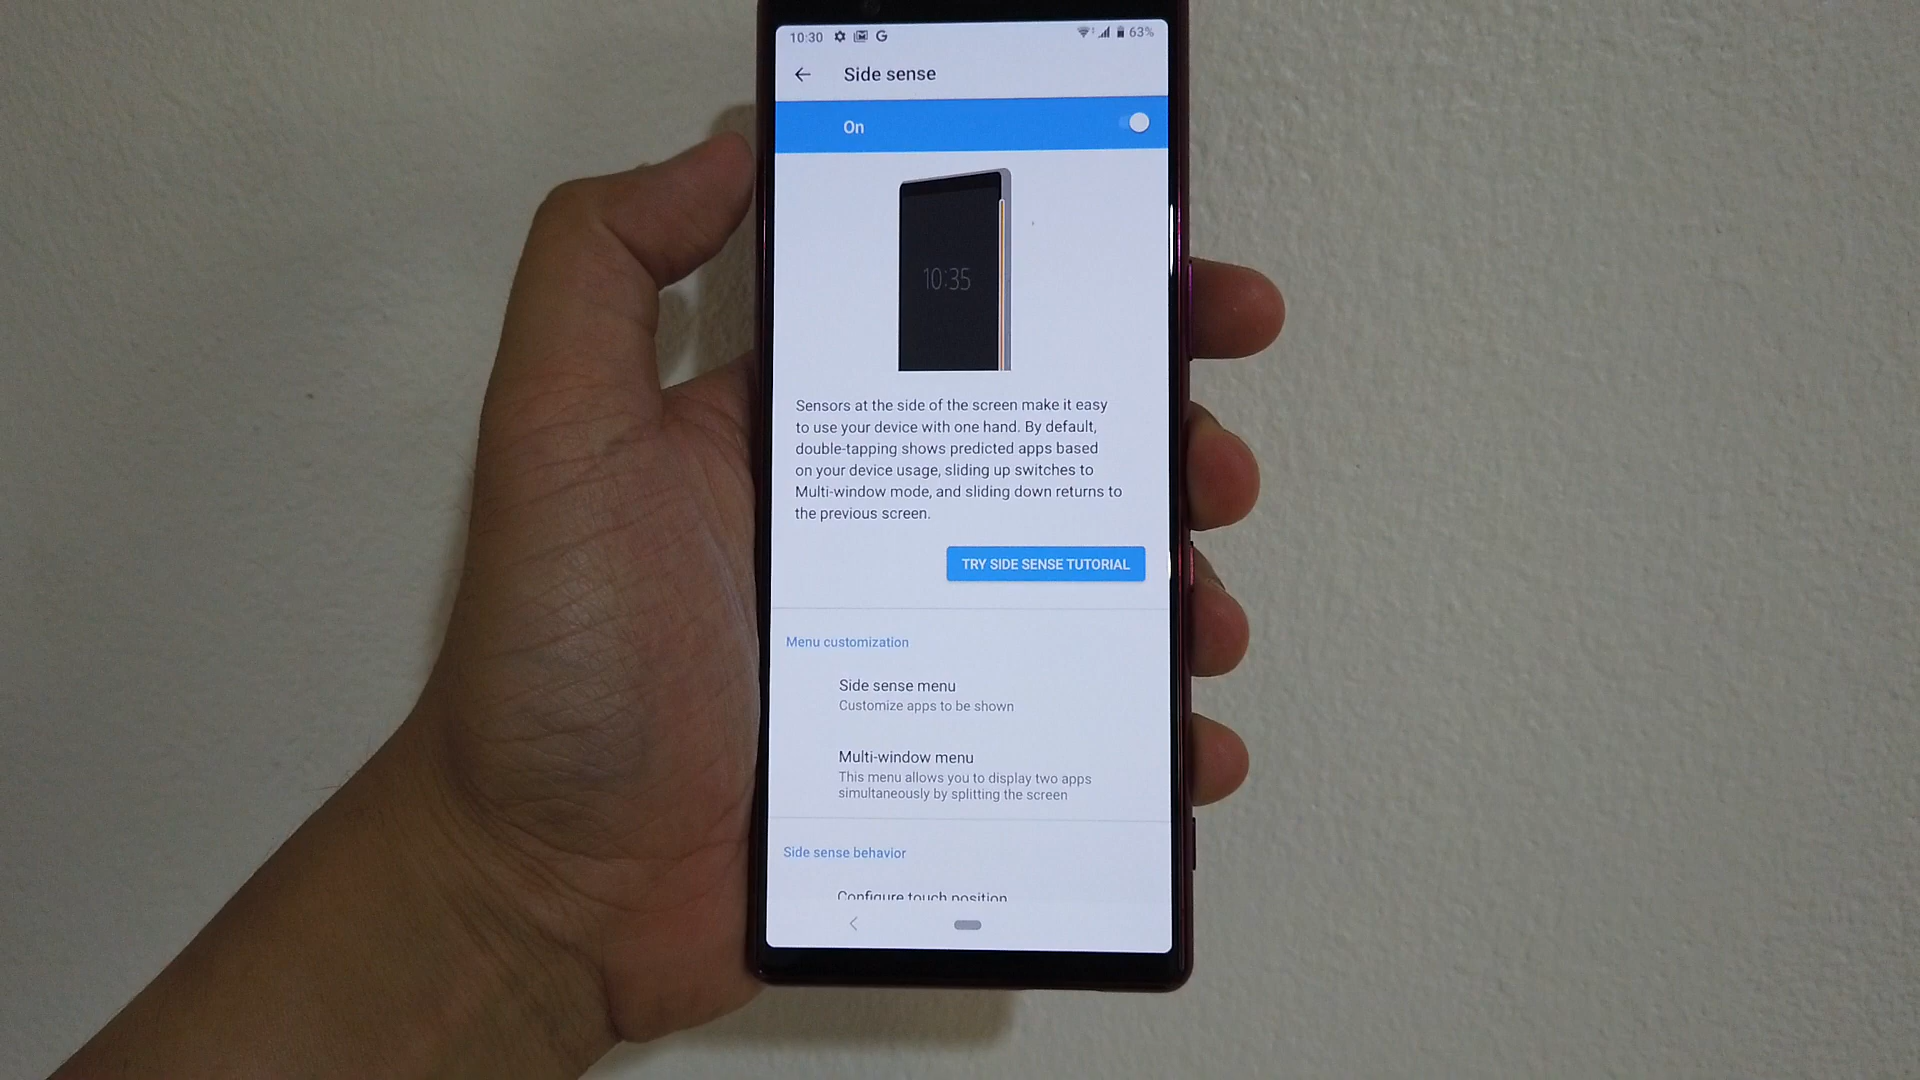 10:30 G 63%
Side sense
On
10:35
Sensors at the side of the screen make it easy
to use your device with one hand. By default,
double-tapping shows predicted apps based
on your device usage, sliding up switches to
Multi-window mode, and sliding down returns to
the previous screen.
TRY SIDE SENSE TUTORIAL
Menu customization
Side sense menu
Customize apps to be shown
Multi-window menu
This menu allows you to display two apps
simultaneously by splitting the screen
Side sense behavior
Configure touch position